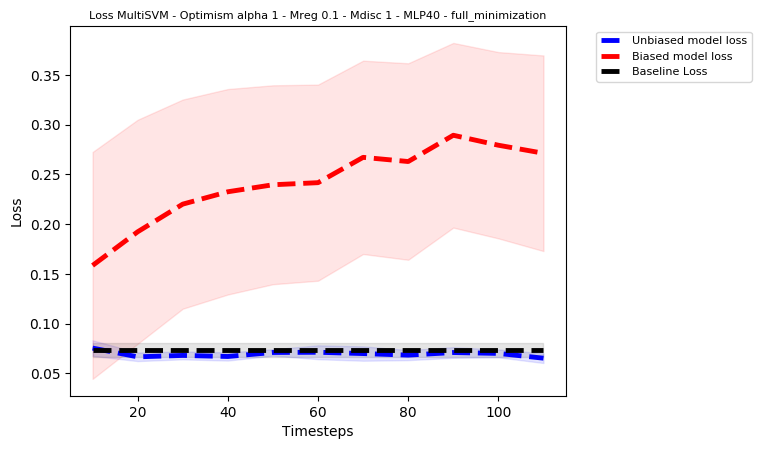 Loss MultiSVM - Optimism alpha 1 - Mreg 0.1 - Mdisc 1 - MLP40 - full_minimization
Unbiased model loss
Biased model loss
Baseline Loss
Loss
0.35
0.30
0.25
0.20
0.15
0.10
0.05
20
40
60
80
100
Timesteps